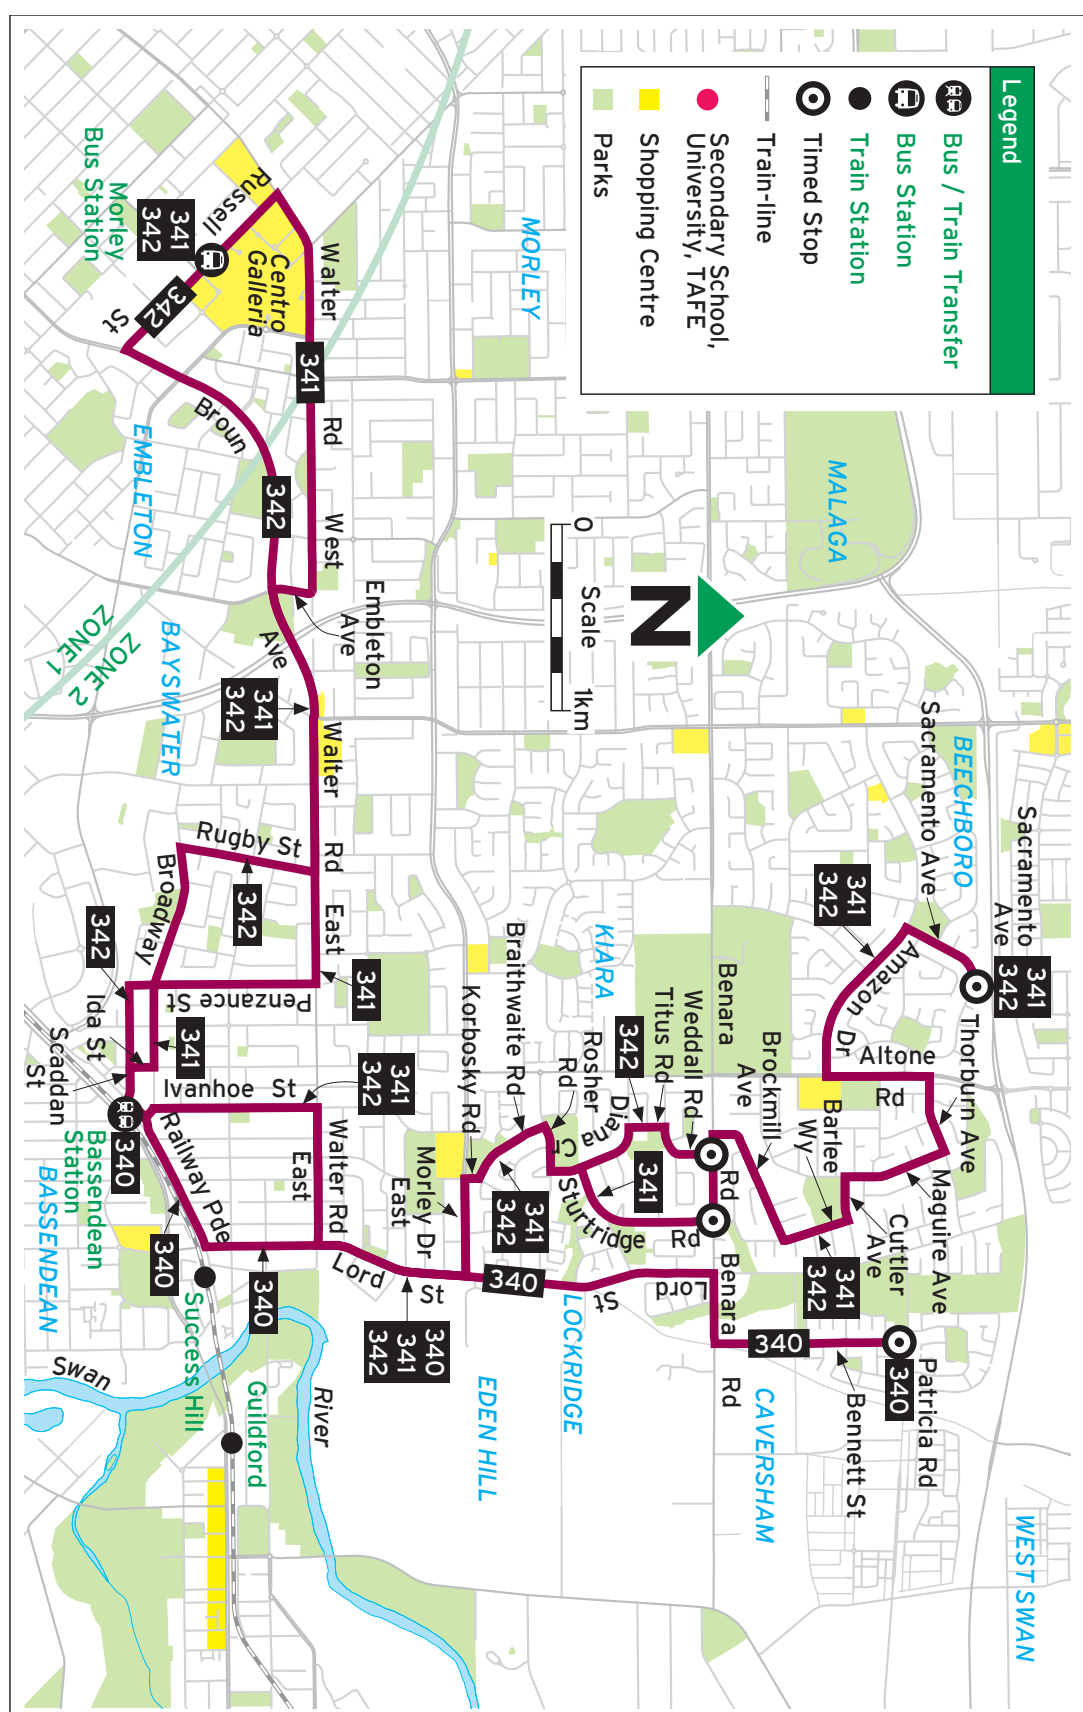 Legend
Bus / Train Transfer
Bus Station
Train Station
Timed Stop
Train-line
Secondary School,
University, TAFE
Shopping Centre
Parks
MORLEY
MALAGA
N
0
Scale
1km
Sacramento
Ave
341
342
BEECHBORO
Sacramento Ave
341
342
Amazon
Dr
Altone
Rd
Thorburn Ave
Maguire Ave
Cuttler
Ave
Barlee
Wy
341
342
Brockmill
Ave
Benara
Rd
Benara
Rd
Weddall Rd
Titus Rd
342
KIARA
Rosher
Rd
Diana
Cr
341
Sturtridge
Rd
Braithwaite Rd
Korbosky Rd
341
342
Morley Dr
East
Lord
St
340
LOCKRIDGE
340
Patricia Rd
340
Bennett St
CAVERSHAM
WEST SWAN
EDEN HILL
Lord
St
340
341
342
Walter
Rd
West
341
Embleton
Ave
Russell
St
Centro
Galleria
Morley
Bus Station
341
342
342
Broun
Ave
342
EMBLETON
ZONE 1
ZONE 2
BAYSWATER
341
342
Walter
Rd
East
Rugby St
342
Broadway
341
Penzance St
342
Ida St
341
Scaddan
St
Ivanhoe St
341
342
Walter Rd
East
340
Bassendean
Station
BASSENDEAN
Railway Pde
340
340
Success Hill
Guildford
Swan
River